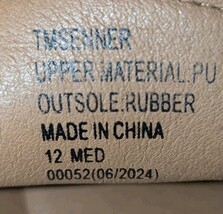 TMSENNER
UPPER MATERIAL:PU
OUTSOLE:RUBBER
MADE IN CHINA
12 MED
00052(06/2024)